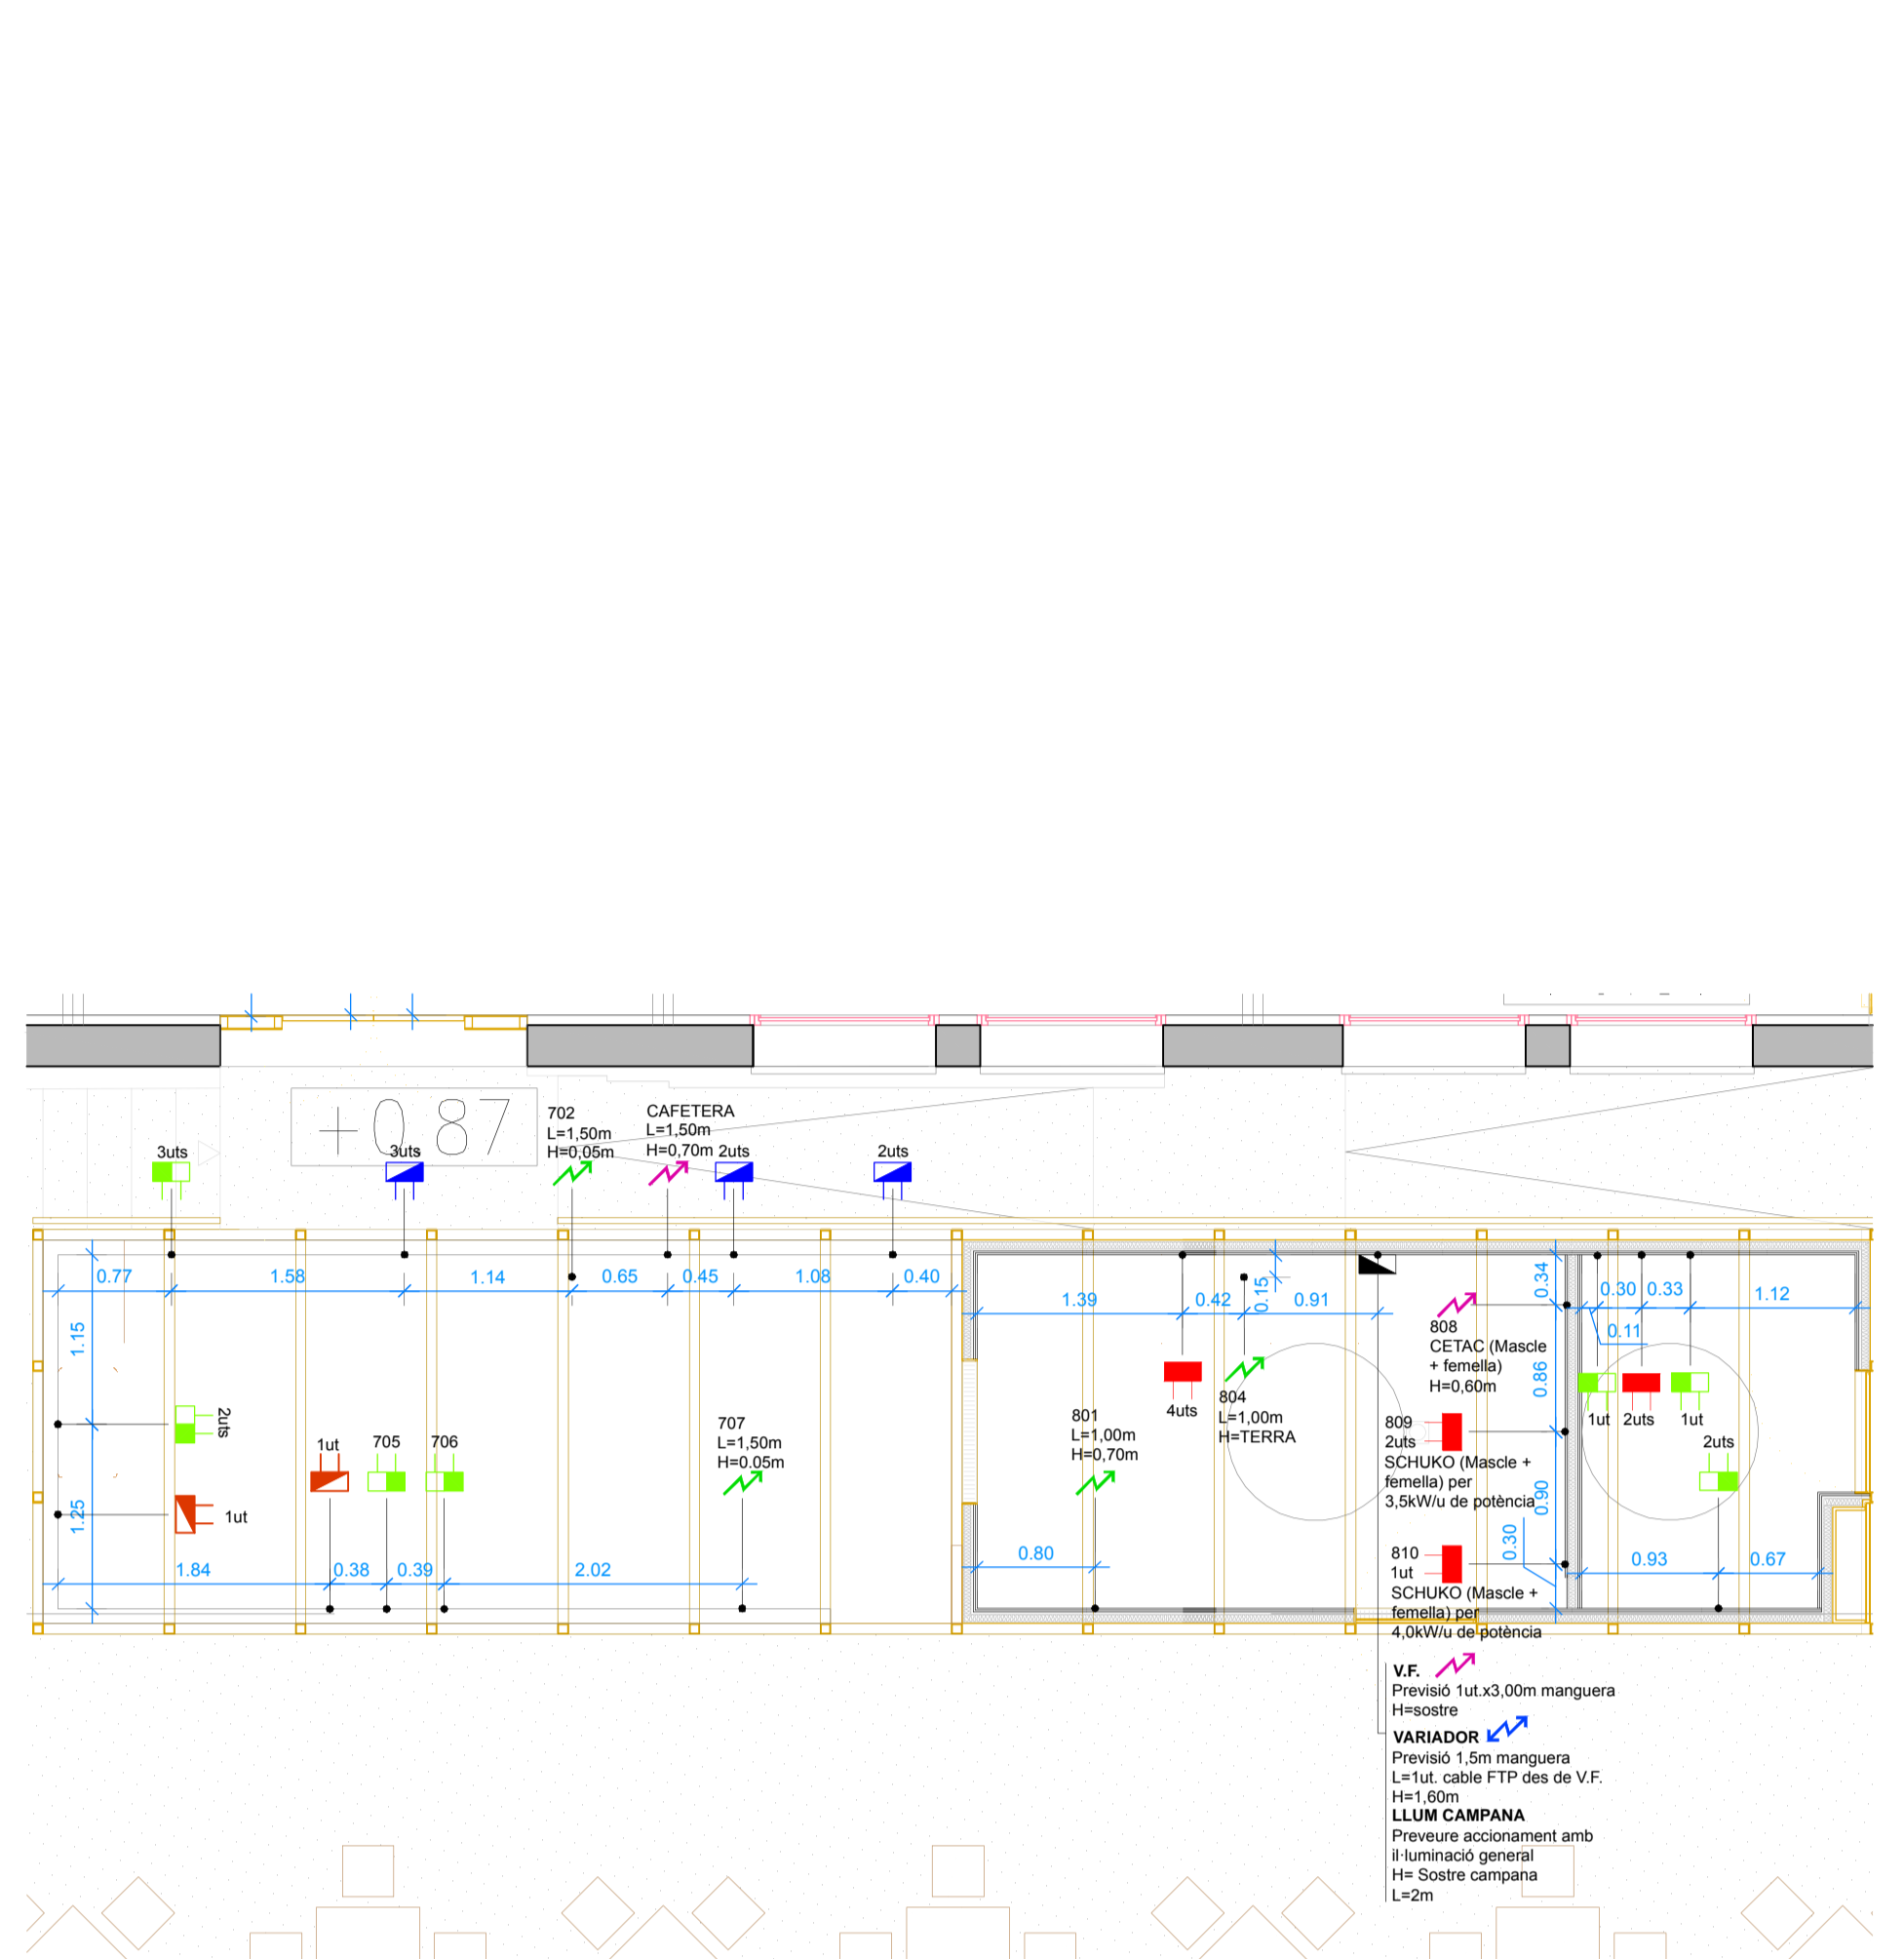 +0.87
702
L=1,50m
H=0,05m
CAFETERA
L=1,50m
H=0,70m
3uts
3uts
2uts
2uts
0.77
1.58
1.14
0.65
0.45
1.08
0.40
1.15
1.25
2uts
1ut
1ut
705
706
707
L=1,50m
H=0.05m
1.84
0.38
0.39
2.02
1.39
0.42
0.15
0.91
4uts
804
L=1,00m
H=TERRA
801
L=1,00m
H=0,70m
0.80
808
CETAC (Mascle
+ femella)
H=0,60m
809
2uts
SCHUKO (Mascle +
femella) per
3,5kW/u de potència
810
1ut
SCHUKO (Mascle +
femella) per
4,0kW/u de potència
0.34
0.86
0.90
0.30
0.30
0.33
1.12
0.11
1ut
2uts
1ut
2uts
0.93
0.67
V.F.
Previsió 1ut.x3,00m manguera
H=sostre
VARIADOR
Previsió 1,5m manguera
L=1ut. cable FTP des de V.F.
H=1,60m
LLUM CAMPANA
Preveure accionament amb
il·luminació general
H= Sostre campana
L=2m